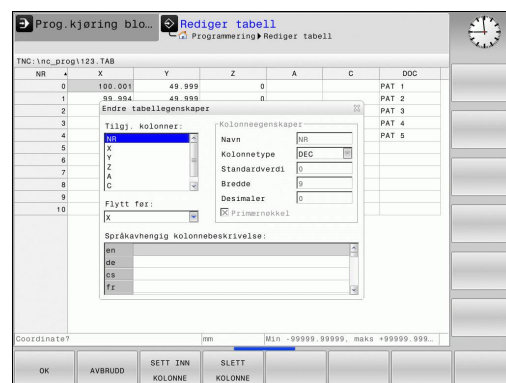 Prog.kjøring blo… Rediger tabell
Programmering Rediger tabell
TNC:\nc_prog\123.TAB
NR X Y Z A C DOC
0 100.001 49.999 0 PAT 1
1 99.994 49.999 0 PAT 2
2 PAT 3
3 PAT 4
4 PAT 5
5
6
7
8
9
10
Endre tabellegenskaper
Tilgj. kolonner:
NR
X
Y
Z
A
C
Flytt før:
X
Kolonneegenskaper
Navn NR
Kolonnetype DEC
Standardverdi 0
Bredde 9
Desimaler 0
Primærnøkkel
Språkavhengig kolonnebeskrivelse:
en
de
cs
fr
Coordinate? mm Min -99999.99999, maks +99999.999…
OK AVBRUDD SETT INN KOLONNE SLETT KOLONNE